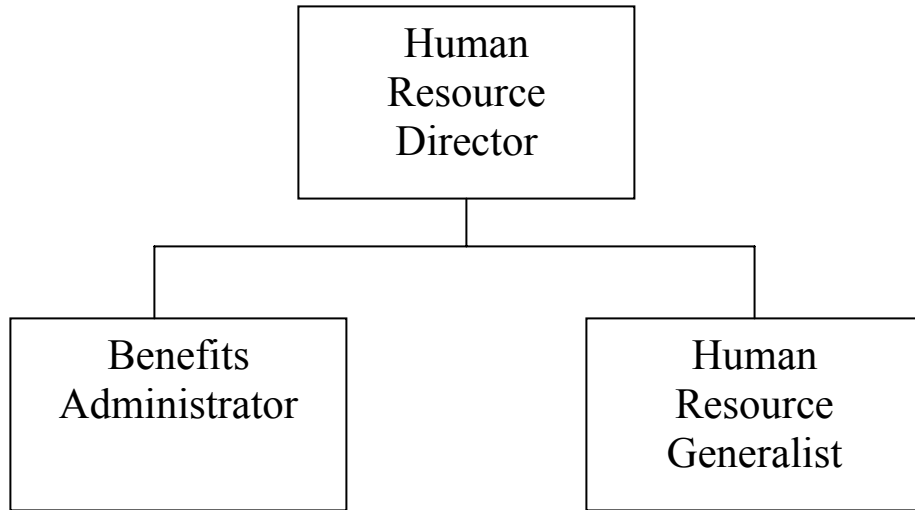 Human
Resource
Director
Benefits
Administrator
Human
Resource
Generalist